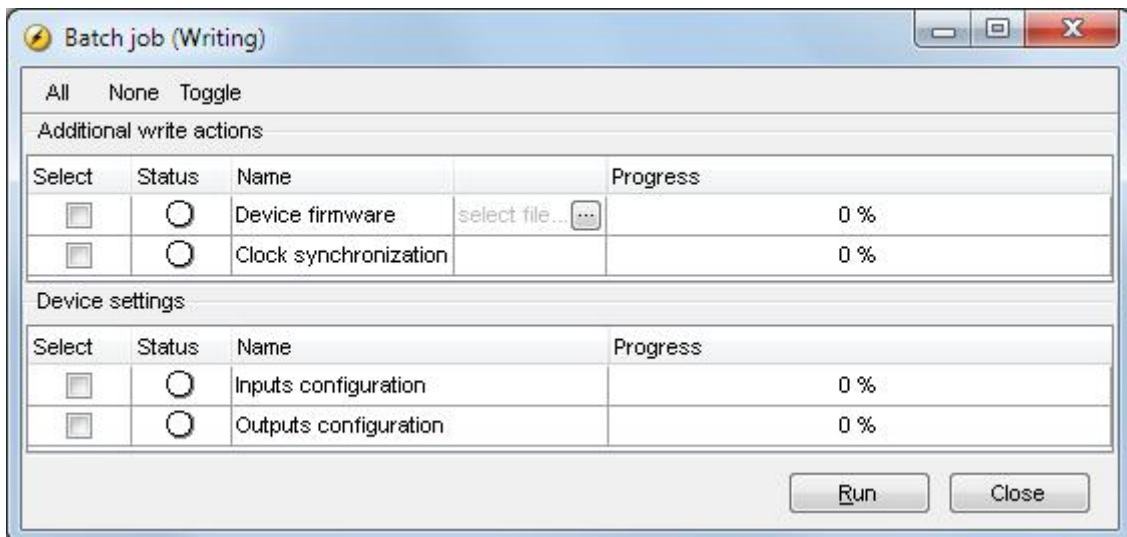 Batch job (Writing)
All None Toggle
Additional write actions
Select Status Name Progress
Device firmware select file... ... 0 %
Clock synchronization 0 %
Device settings
Select Status Name Progress
Inputs configuration 0 %
Outputs configuration 0 %
Run Close